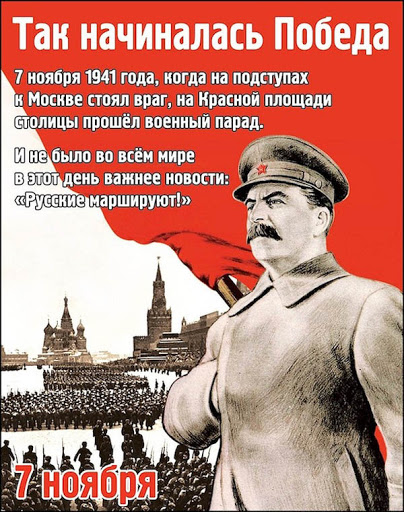 Так начиналась Победа
7 ноября 1941 года, когда на подступах
к Москве стоял враг, на Красной площади
столицы прошёл военный парад.
И не было во всём мире
в этот день важнее новости:
«Русские маршируют!»
7 ноября